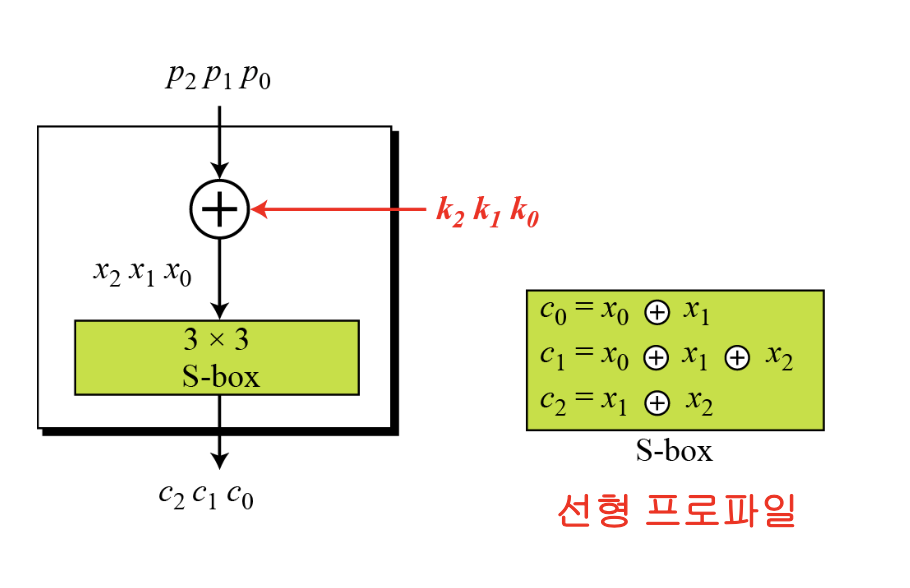 p₂ p₁ p₀
k₂ k₁ k₀
x₂ x₁ x₀
3 × 3
S-box
c₂ c₁ c₀
c₀ = x₀ ⊕ x₁
c₁ = x₀ ⊕ x₁ ⊕ x₂
c₂ = x₁ ⊕ x₂
S-box
선형 프로파일